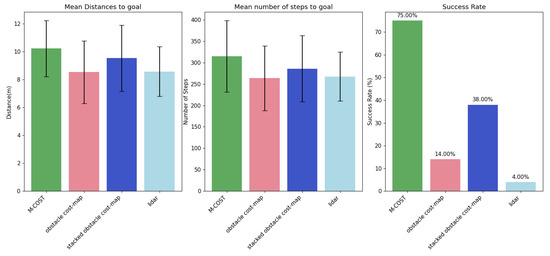 Mean Distances to goal
Distance(m)
12
10
8
6
4
2
0
M-COST
obstacle cost-map
stacked obstacle cost-map
lidar
Mean number of steps to goal
Number of Steps
400
350
300
250
200
150
100
50
0
M-COST
obstacle cost-map
stacked obstacle cost-map
lidar
Success Rate
Success Rate (%)
70
60
50
40
30
20
10
0
75.00%
14.00%
38.00%
4.00%
M-COST
obstacle cost-map
stacked obstacle cost-map
lidar